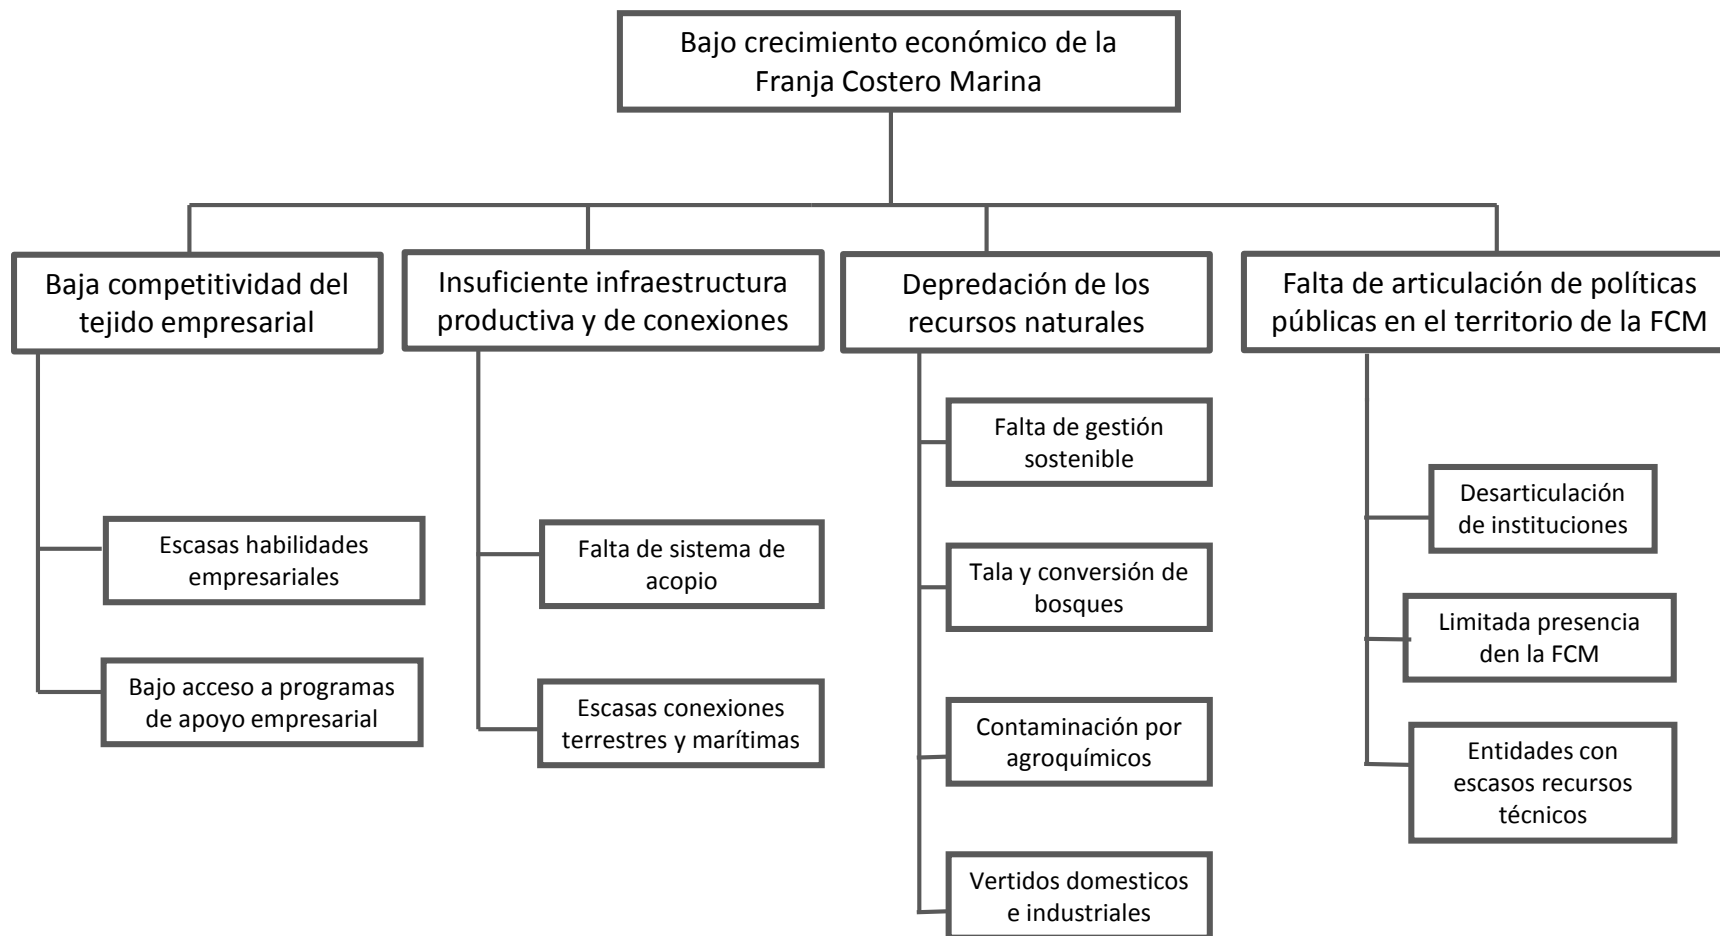 Bajo crecimiento económico de la
Franja Costero Marina
Baja competitividad del
tejido empresarial
Escasas habilidades
empresariales
Bajo acceso a programas
de apoyo empresarial
Insuficiente infraestructura
productiva y de conexiones
Falta de sistema de
acopio
Escasas conexiones
terrestres y marítimas
Depredación de los
recursos naturales
Falta de gestión
sostenible
Tala y conversión de
bosques
Contaminación por
agroquímicos
Vertidos domesticos
e industriales
Falta de articulación de políticas
públicas en el territorio de la FCM
Desarticulación
de instituciones
Limitada presencia
den la FCM
Entidades con
escasos recursos
técnicos